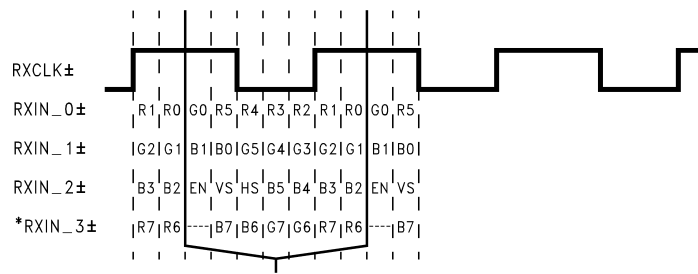 RXCLK±
RXIN_0± R1 R0 G0 R5 R4 R3 R2 R1 R0 G0 R5
RXIN_1± G2 G1 B1 B0 G5 G4 G3 G2 G1 B1 B0
RXIN_2± B3 B2 EN VS HS B5 B4 B3 B2 EN VS
*RXIN_3± R7 R6 ---- B7 B6 G7 G6 R7 R6 ---- B7